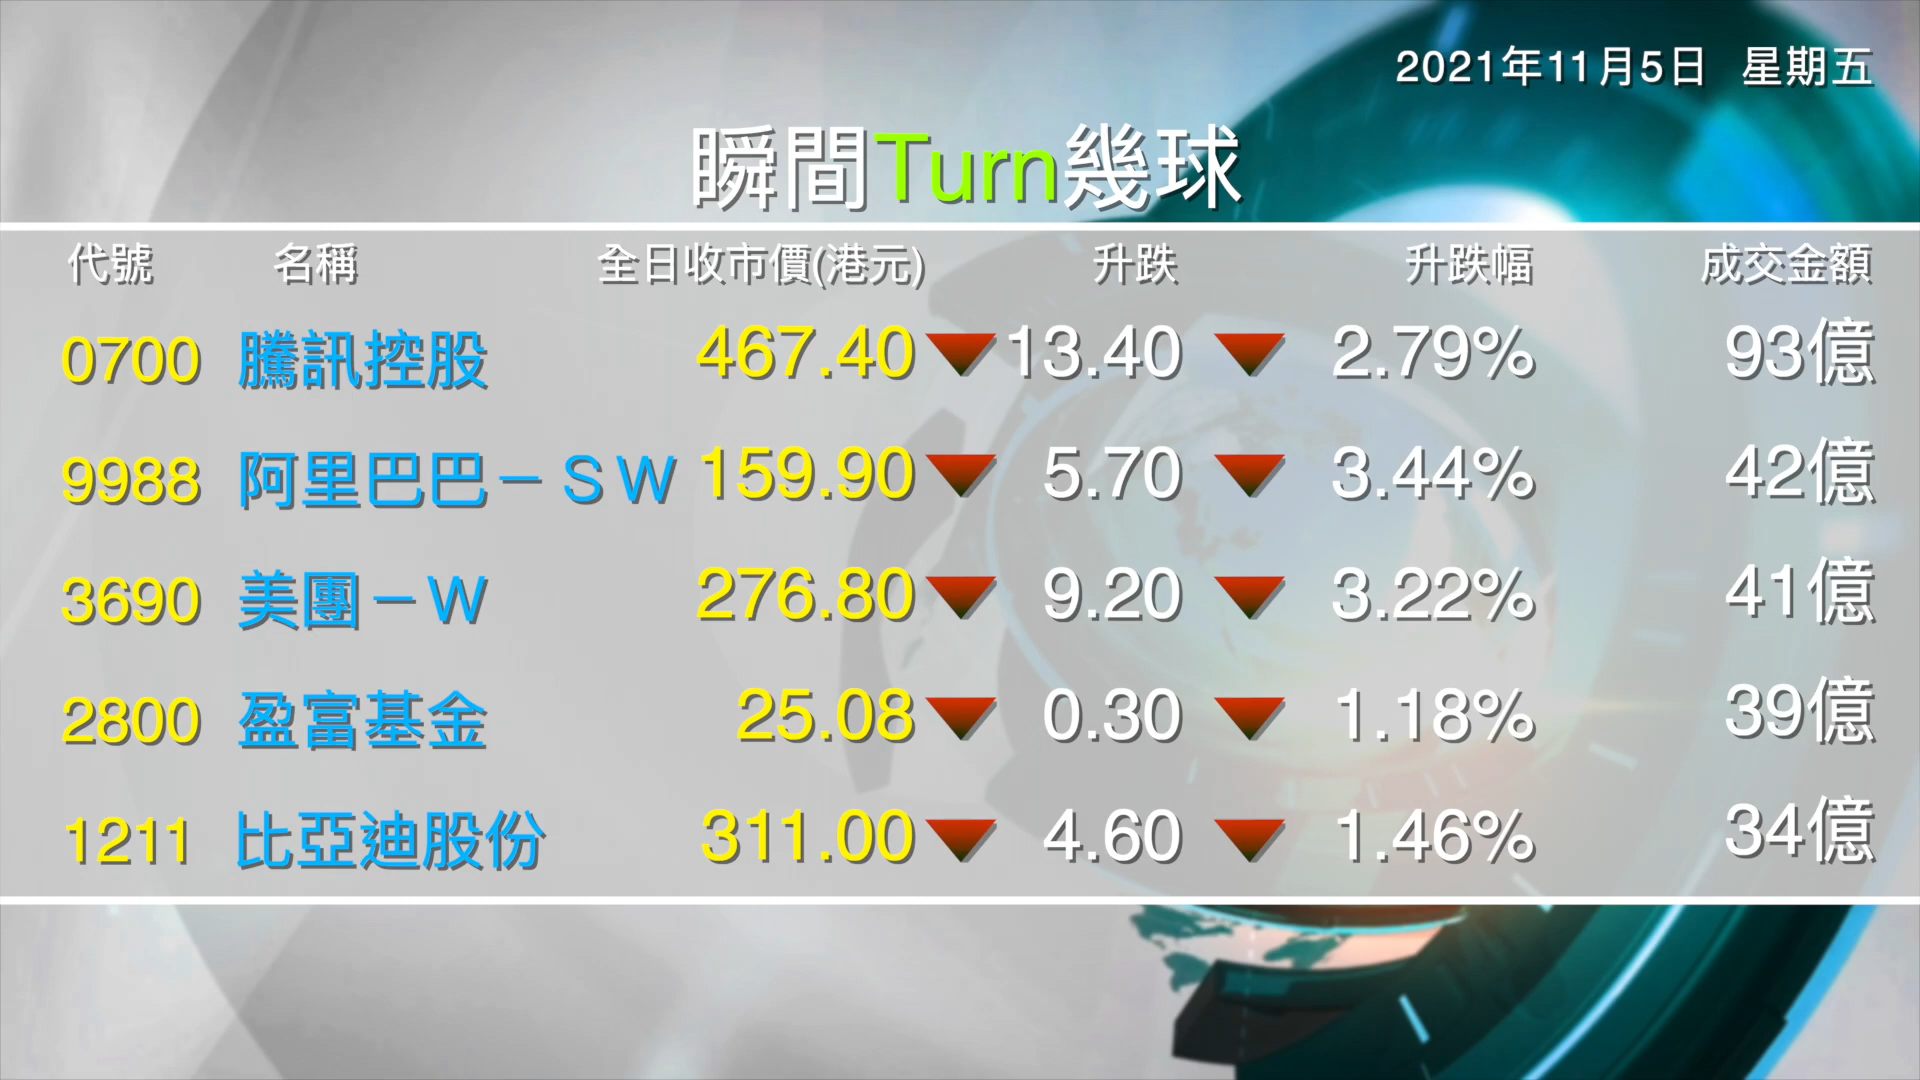 2021年11月5日 星期五
瞬間Turn幾球
代號 名稱 全日收市價(港元) 升跌 升跌幅 成交金額
0700 騰訊控股 467.40 ▼ 13.40 ▼ 2.79% 93億
9988 阿里巴巴－ＳＷ 159.90 ▼ 5.70 ▼ 3.44% 42億
3690 美團－Ｗ 276.80 ▼ 9.20 ▼ 3.22% 41億
2800 盈富基金 25.08 ▼ 0.30 ▼ 1.18% 39億
1211 比亞迪股份 311.00 ▼ 4.60 ▼ 1.46% 34億